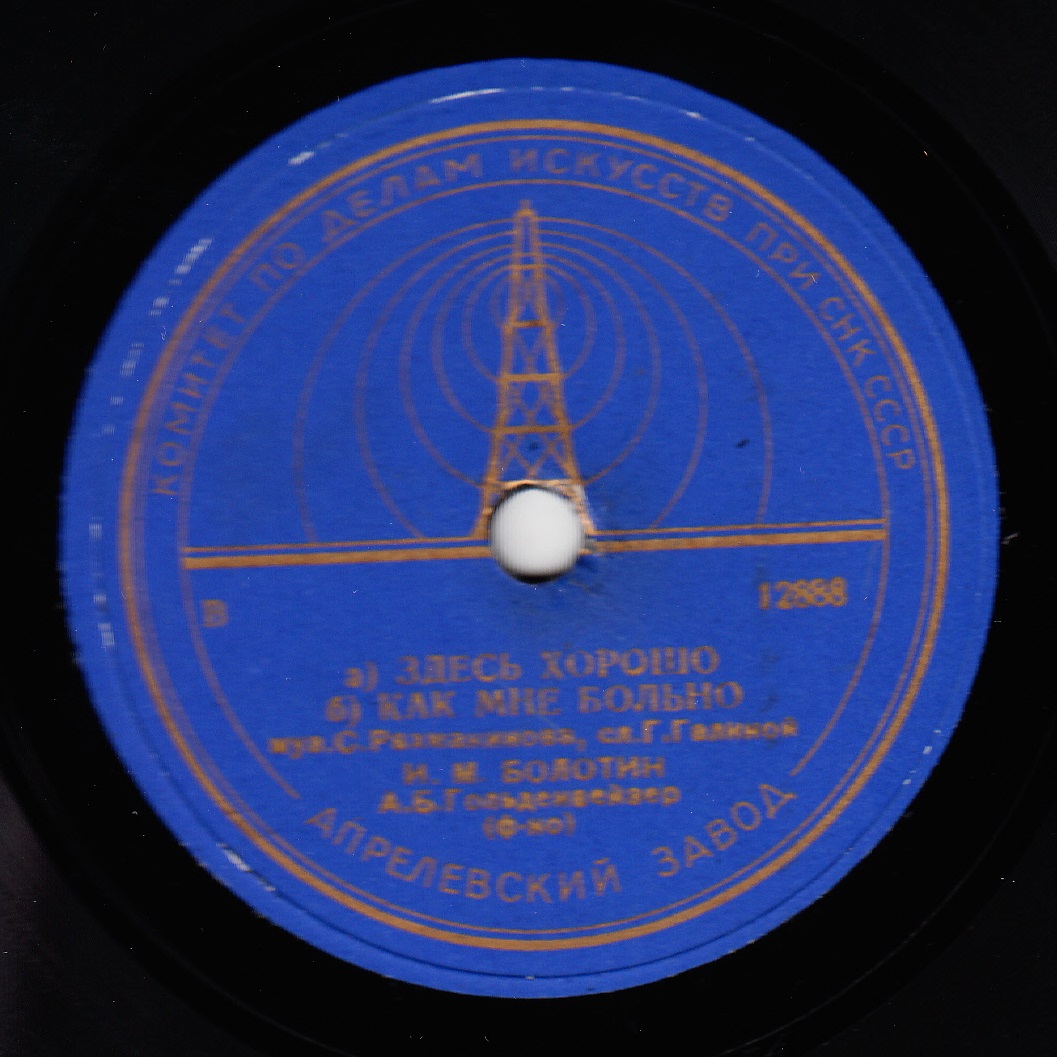 КОМИТЕТ ПО ДЕЛАМ ИСКУССТВ ПРИ СНК СССР
В 12888
а) ЗДЕСЬ ХОРОШО
б) КАК МНЕ БОЛЬНО
муз.С.Рахманинова, сл.Г.Галиной
И. М. БОЛОТИН
А.Б.Гольденвейзер
(ф-но)
АПРЕЛЕВСКИЙ ЗАВОД